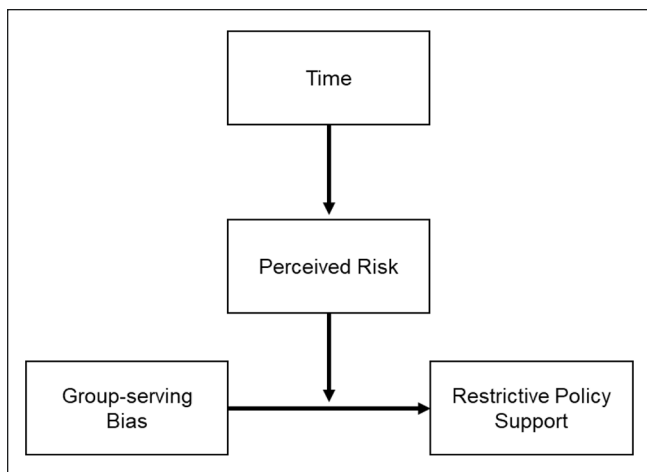 Time
Perceived Risk
Group-serving
Bias
Restrictive Policy
Support